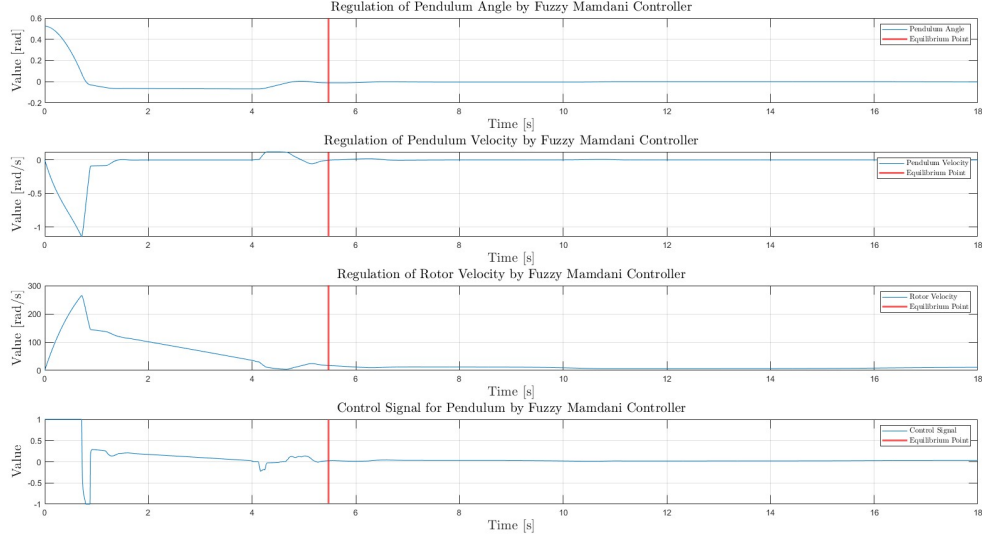 Regulation of Pendulum Angle by Fuzzy Mamdani Controller
0.6
0.4
0.2
0
-0.2
Value [rad]
Pendulum Angle
Equilibrium Point
0 2 4 6 8 10 12 14 16 18
Time [s]
Regulation of Pendulum Velocity by Fuzzy Mamdani Controller
0
-0.5
-1
Value [rad/s]
Pendulum Velocity
Equilibrium Point
0 2 4 6 8 10 12 14 16 18
Time [s]
Regulation of Rotor Velocity by Fuzzy Mamdani Controller
300
200
100
0
Value [rad/s]
Rotor Velocity
Equilibrium Point
0 2 4 6 8 10 12 14 16 18
Time [s]
Control Signal for Pendulum by Fuzzy Mamdani Controller
1
0.5
0
-0.5
-1
Value
Control Signal
Equilibrium Point
0 2 4 6 8 10 12 14 16 18
Time [s]